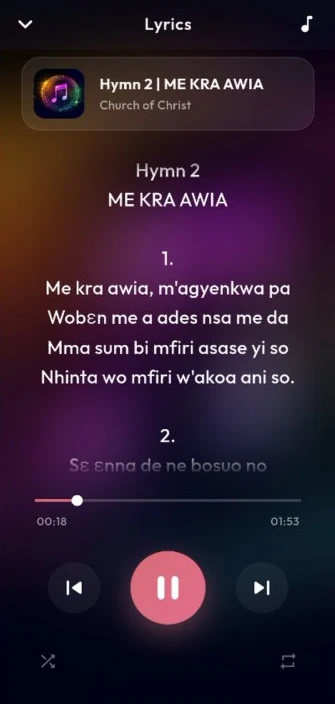 Lyrics
Hymn 2 | ME KRA AWIA
Church of Christ
Hymn 2
ME KRA AWIA
1.
Me kra awia, m'agyenkwa pa
Wobɛn me a ades nsa me da
Mma sum bi mfiri asase yi so
Nhinta wo mfiri w'akoa ani so.
2.
Sɛ ɛnna de ne bosuo no
00:18
01:53